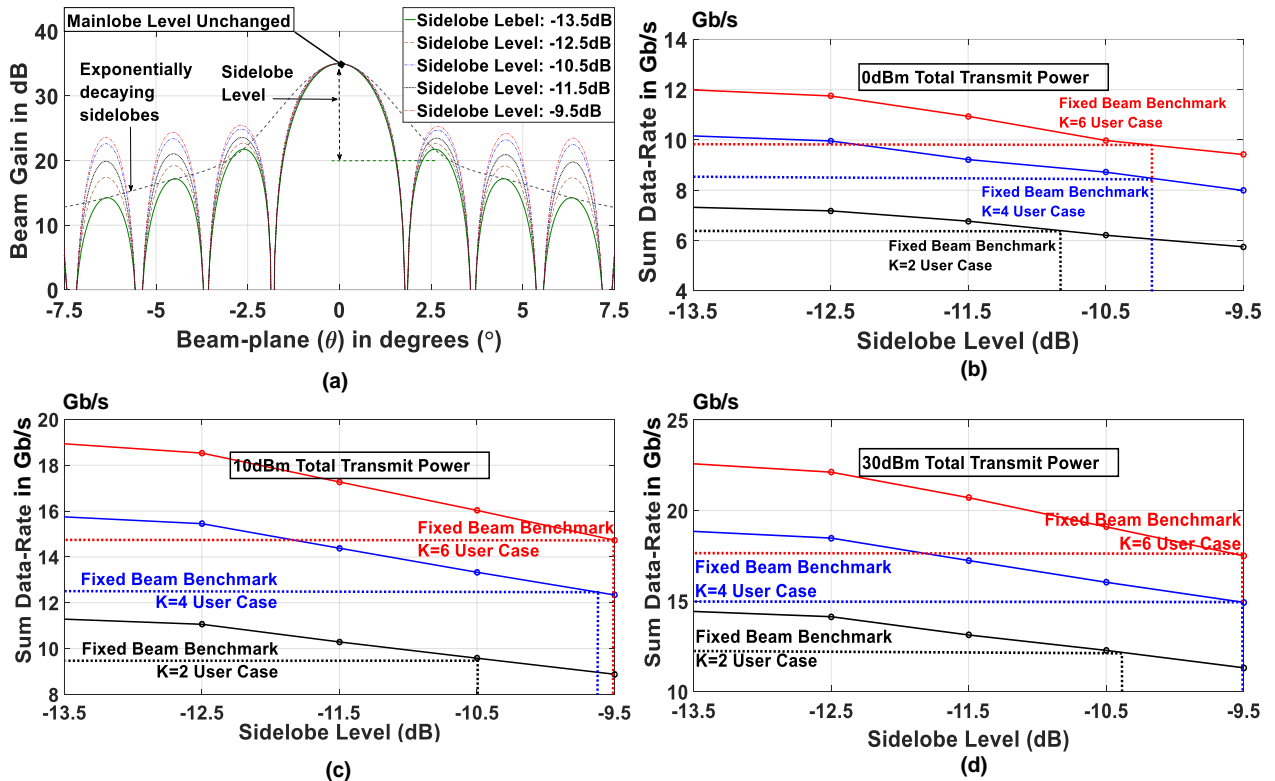 Mainlobe Level Unchanged
Sidelobe Lebel: -13.5dB
Sidelobe Level: -12.5dB
Sidelobe Level: -10.5dB
Sidelobe Level: -11.5dB
Sidelobe Level: -9.5dB
Exponentially
decaying
sidelobes
Sidelobe
Level
Beam Gain in dB
40
30
20
10
0
-7.5 -5 -2.5 0 2.5 5 7.5
Beam-plane (θ) in degrees (°)
(a)
Gb/s
0dBm Total Transmit Power
Fixed Beam Benchmark
K=6 User Case
Fixed Beam Benchmark
K=4 User Case
Fixed Beam Benchmark
K=2 User Case
Sum Data-Rate in Gb/s
14
12
10
8
6
4
-13.5 -12.5 -11.5 -10.5 -9.5
Sidelobe Level (dB)
(b)
Gb/s
10dBm Total Transmit Power
Fixed Beam Benchmark
K=6 User Case
Fixed Beam Benchmark
K=4 User Case
Fixed Beam Benchmark
K=2 User Case
Sum Data-Rate in Gb/s
20
18
16
14
12
10
8
-13.5 -12.5 -11.5 -10.5 -9.5
Sidelobe Level (dB)
(c)
Gb/s
30dBm Total Transmit Power
Fixed Beam Benchmark
K=6 User Case
Fixed Beam Benchmark
K=4 User Case
Fixed Beam Benchmark
K=2 User Case
Sum Data-Rate in Gb/s
25
20
15
10
-13.5 -12.5 -11.5 -10.5 -9.5
Sidelobe Level (dB)
(d)